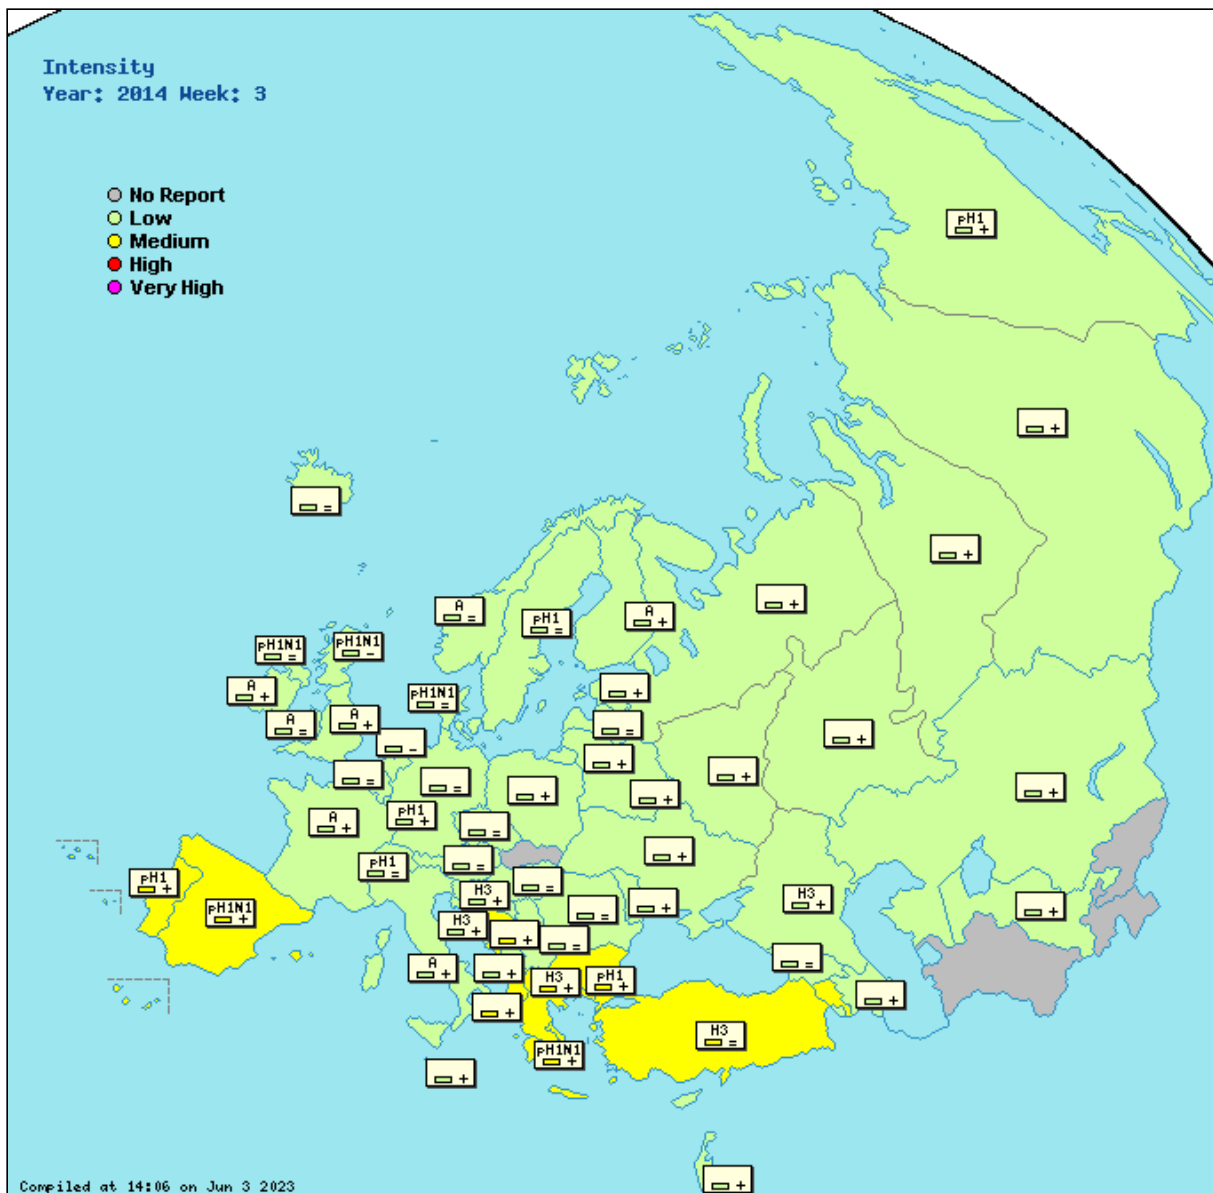 Intensity
Year: 2014 Week: 3
No Report
Low
Medium
High
Very High
pH1
+
+
+
=
+
A
=
pH1
=
A
+
pH1N1
=
pH1N1
-
A
+
pH1N1
=
+
A
=
A
+
=
-
+
+
+
=
=
+
+
+
A
+
pH1
+
=
+
pH1
=
=
=
pH1
+
pH1N1
+
H3
+
=
+
H3
+
+
H3
+
+
=
A
+
+
H3
+
pH1
+
=
+
+
H3
=
pH1N1
+
+
+
Compiled at 14:06 on Jun 3 2023